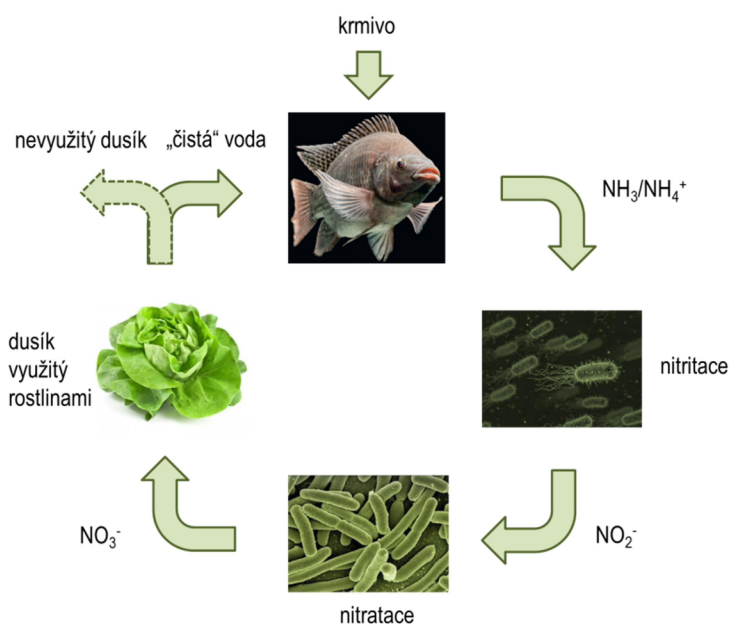 krmivo
nevyužitý dusík
„čistá“ voda
NH₃/NH₄⁺
dusík
využitý
rostlinami
nitritace
NO₃⁻
NO₂⁻
nitratace